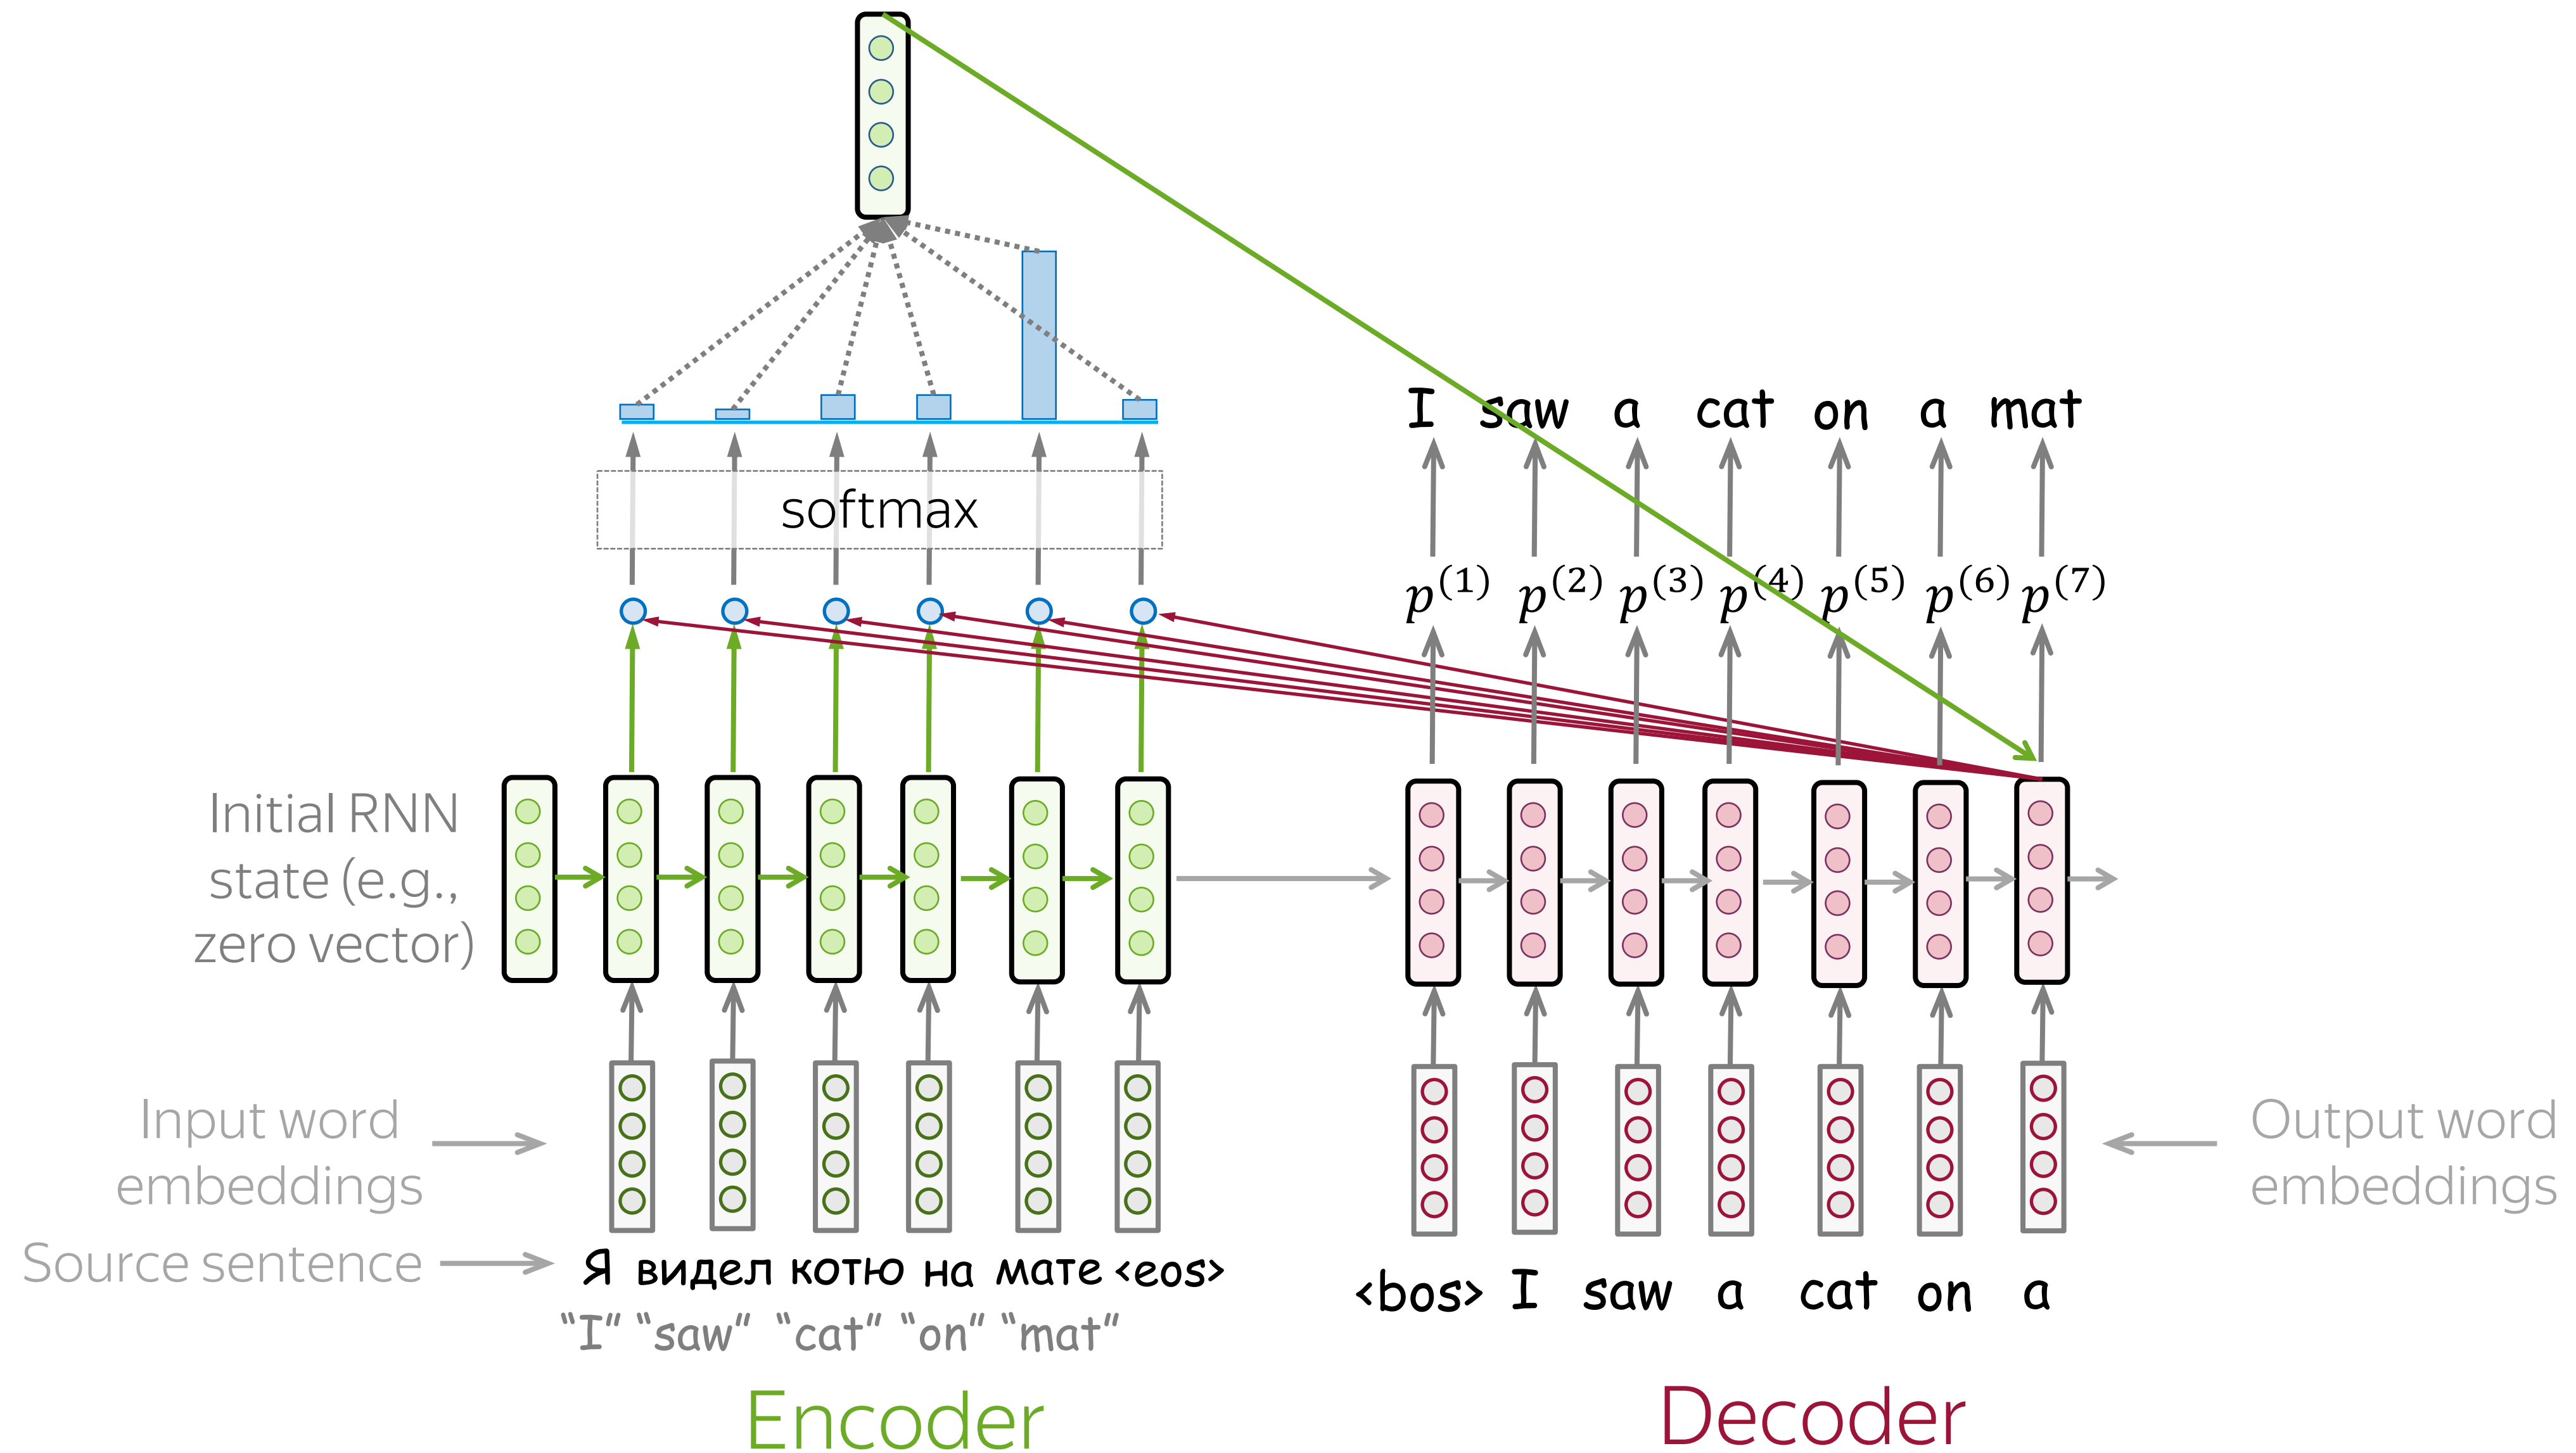 I saw a cat on a mat
softmax
p(1) p(2) p(3) p(4) p(5) p(6) p(7)
Initial RNN
state (e.g.,
zero vector)
Input word
embeddings
Output word
embeddings
Source sentence
Я видел котю на мате <eos>
"I" "saw" "cat" "on" "mat"
<bos> I saw a cat on a
Encoder
Decoder